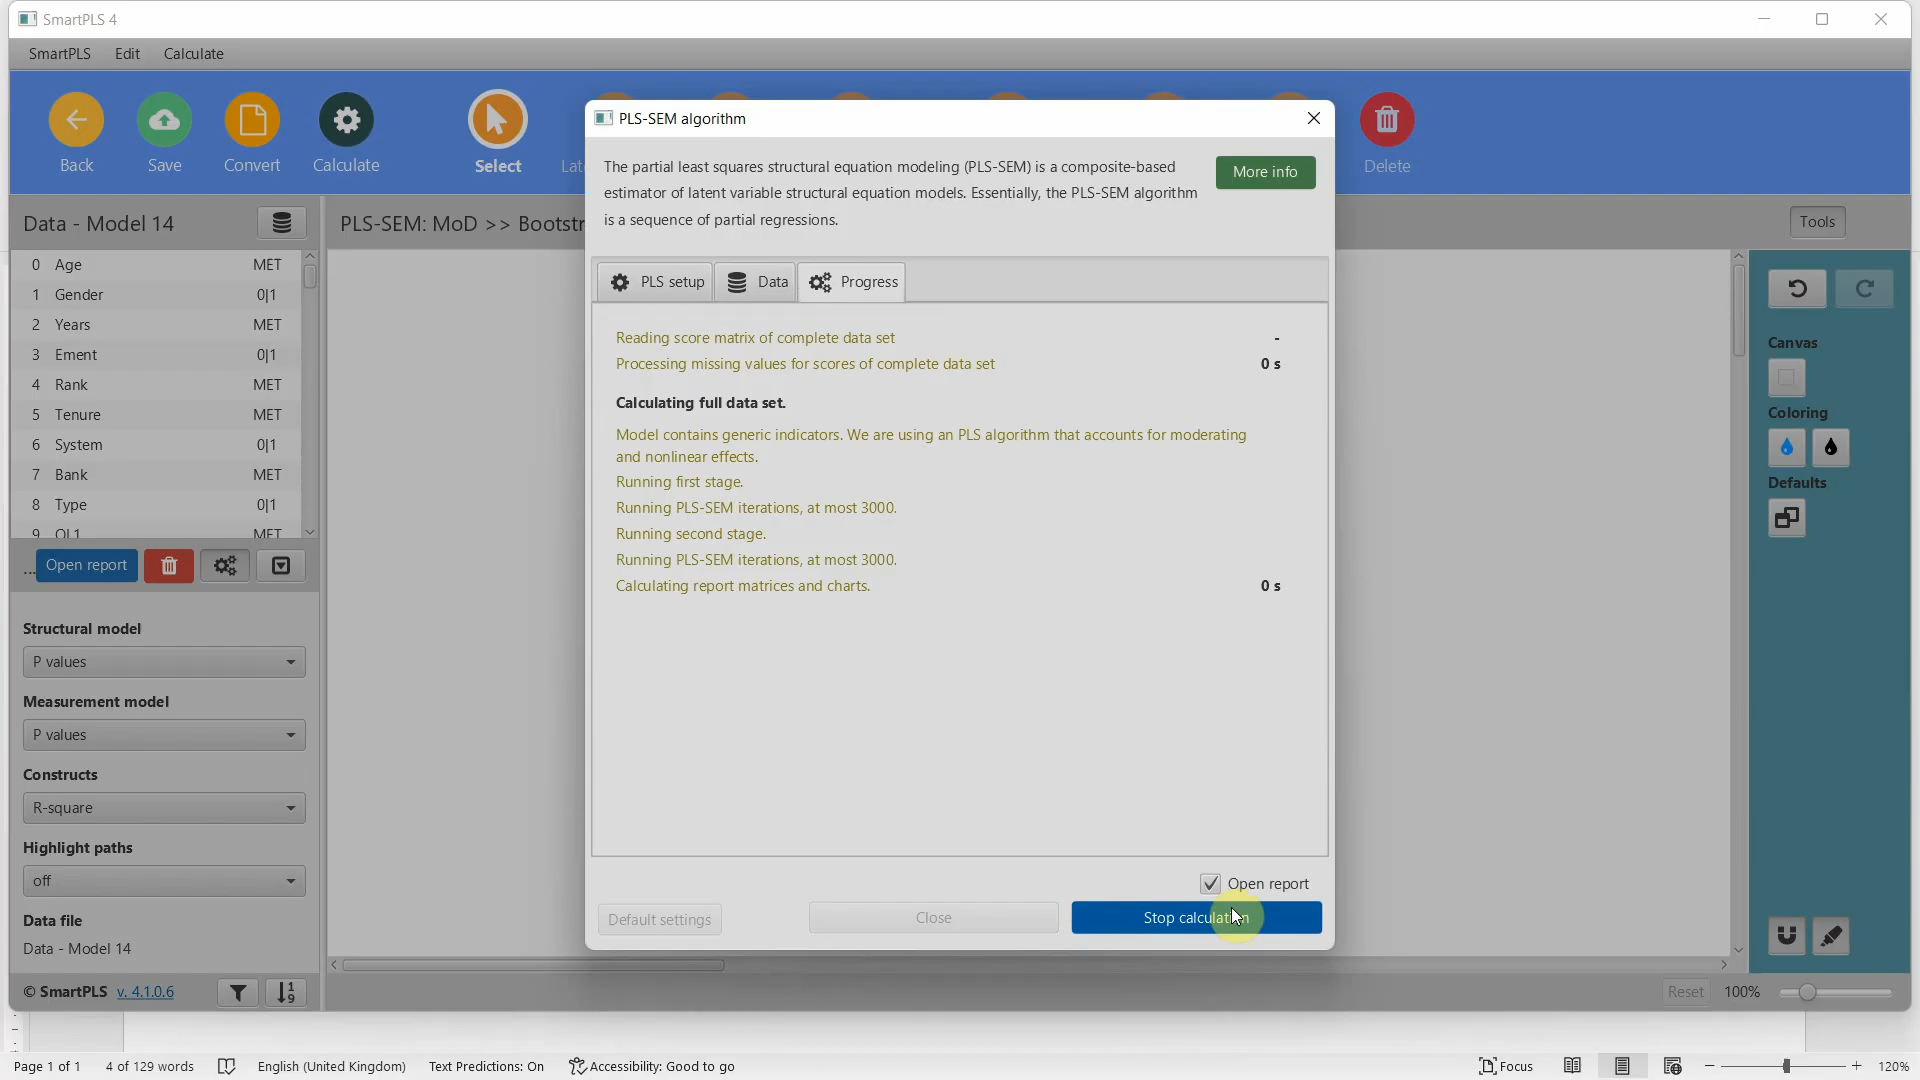 SmartPLS 4
SmartPLS Edit Calculate
Back Save Convert Calculate Select Delete
PLS-SEM algorithm
The partial least squares structural equation modeling (PLS-SEM) is a composite-based
estimator of latent variable structural equation models. Essentially, the PLS-SEM algorithm
is a sequence of partial regressions.
More info
Data - Model 14
PLS-SEM: MoD >> Bootstr
Tools
0 Age MET
1 Gender 0|1
2 Years MET
3 Ement 0|1
4 Rank MET
5 Tenure MET
6 System 0|1
7 Bank MET
8 Type 0|1
9 OL1 MET
... Open report
Structural model
P values
Measurement model
P values
Constructs
R-square
Highlight paths
off
Data file
Data - Model 14
© SmartPLS v. 4.1.0.6
PLS setup Data Progress
Reading score matrix of complete data set -
Processing missing values for scores of complete data set 0 s
Calculating full data set.
Model contains generic indicators. We are using an PLS algorithm that accounts for moderating
and nonlinear effects.
Running first stage.
Running PLS-SEM iterations, at most 3000.
Running second stage.
Running PLS-SEM iterations, at most 3000.
Calculating report matrices and charts. 0 s
Open report
Default settings Close Stop calculation
Canvas
Coloring
Defaults
Reset 100%
Page 1 of 1 4 of 129 words English (United Kingdom) Text Predictions: On Accessibility: Good to go Focus 120%